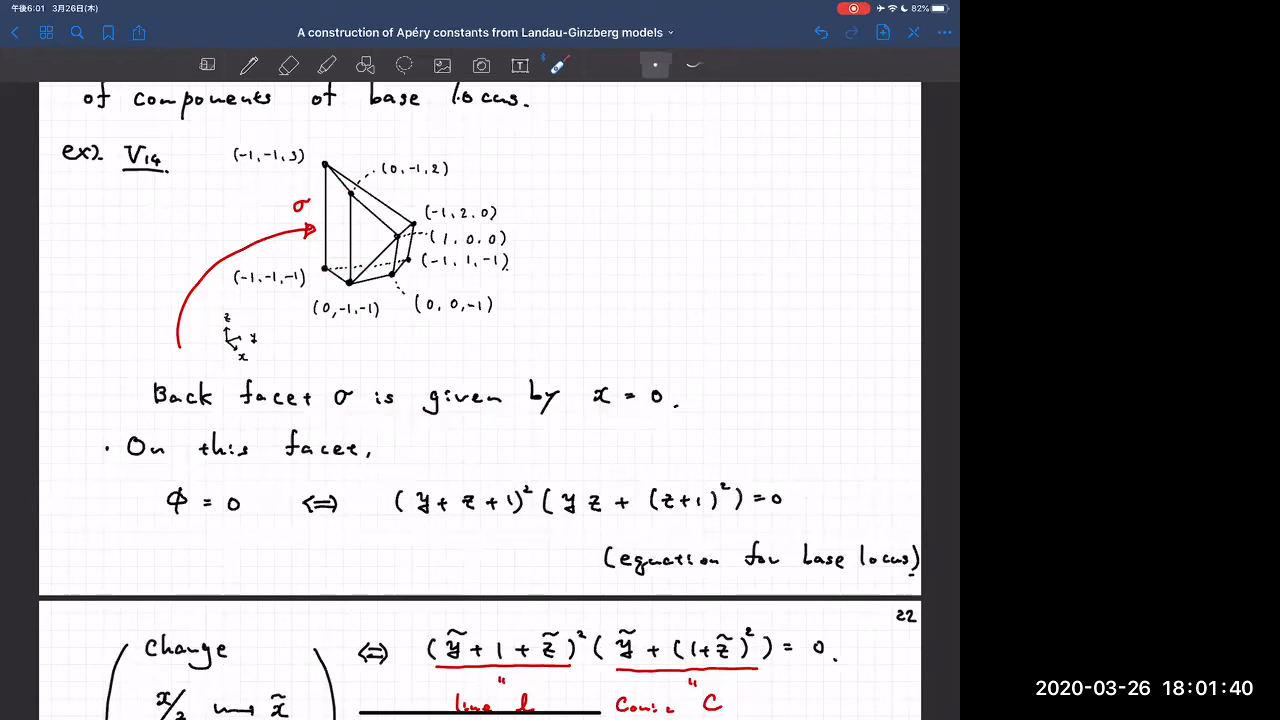 午後6:01 3月26日(木)
82%
A construction of Apéry constants from Landau-Ginzberg models
of components of base locus.
ex). V14.
(-1,-1,3)
(0,-1,2)
σ
(-1,2,0)
(1,0,0)
(-1,1,-1)
(-1,-1,-1)
(0,-1,-1)
(0,0,-1)
z
y
x
Back facet σ is given by x = 0.
· On this facet,
ϕ = 0 ⇔ (y + z + 1)² (yz + (z+1)²) = 0
(equation for base locus).
22
Change ⇔ (ỹ + 1 + z̃)² (ỹ + (1+z̃)²) = 0.
x/z ⟼ x̃
line l
Conic C
2020-03-26 18:01:40